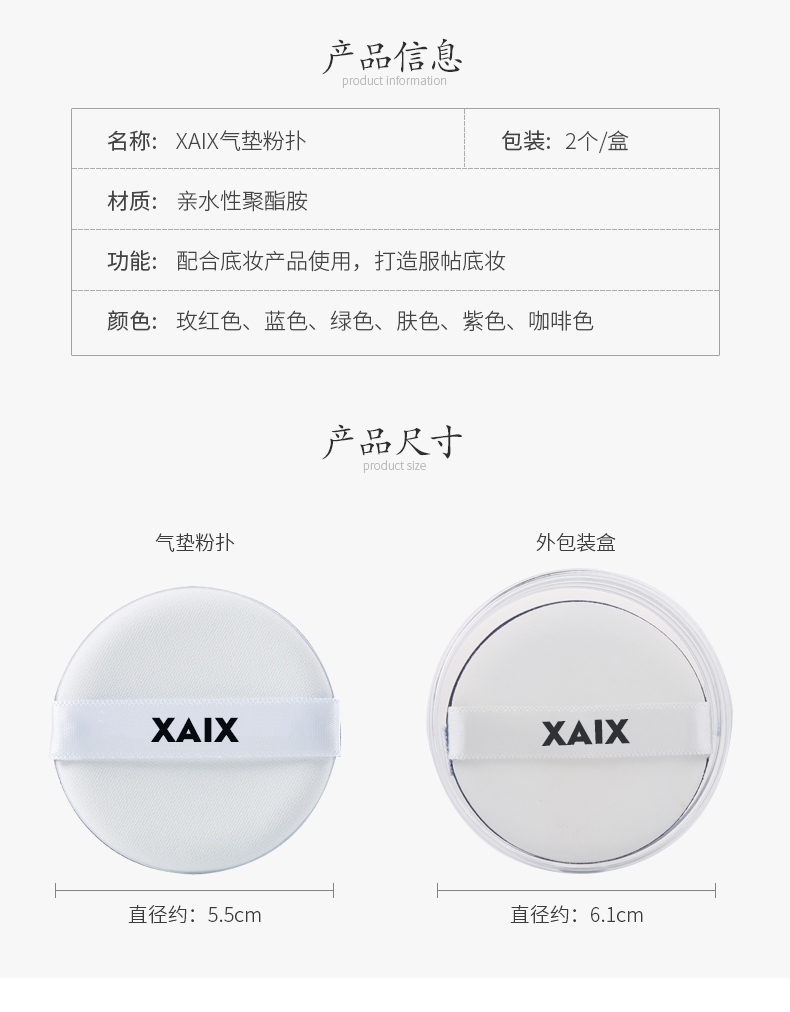 产品信息
product information
名称: XAIX气垫粉扑
包装: 2个/盒
材质: 亲水性聚酯胺
功能: 配合底妆产品使用，打造服帖底妆
颜色: 玫红色、蓝色、绿色、肤色、紫色、咖啡色
产品尺寸
product size
气垫粉扑
外包装盒
XAIX
XAIX
直径约：5.5cm
直径约：6.1cm